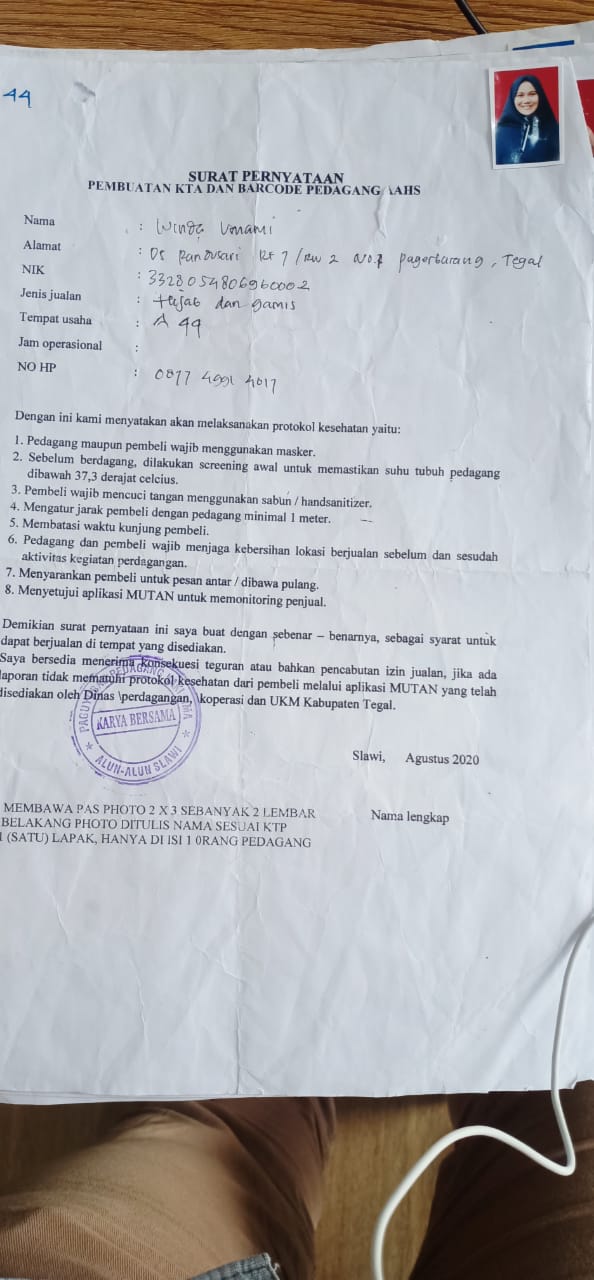 44
SURAT PERNYATAAN
PEMBUATAN KTA DAN BARCODE PEDAGANG AAHS
Nama : Winda Umami
Alamat : Ds Randusari Rt 7 / RW 2 No.7 Pagerbarang, Tegal
NIK : 3328054806960002
Jenis jualan : Hijab dan gamis
Tempat usaha : A 44
Jam operasional :
NO HP : 0877 4991 4017
Dengan ini kami menyatakan akan melaksanakan protokol kesehatan yaitu:
1. Pedagang maupun pembeli wajib menggunakan masker.
2. Sebelum berdagang, dilakukan screening awal untuk memastikan suhu tubuh pedagang
dibawah 37,3 derajat celcius.
3. Pembeli wajib mencuci tangan menggunakan sabun / handsanitizer.
4. Mengatur jarak pembeli dengan pedagang minimal 1 meter.
5. Membatasi waktu kunjung pembeli.
6. Pedagang dan pembeli wajib menjaga kebersihan lokasi berjualan sebelum dan sesudah
aktivitas kegiatan perdagangan.
7. Menyarankan pembeli untuk pesan antar / dibawa pulang.
8. Menyetujui aplikasi MUTAN untuk memonitoring penjual.
Demikian surat pernyataan ini saya buat dengan sebenar – benarnya, sebagai syarat untuk
dapat berjualan di tempat yang disediakan.
Saya bersedia menerima konsekuesi teguran atau bahkan pencabutan izin jualan, jika ada
laporan tidak mematuhi protokol kesehatan dari pembeli melalui aplikasi MUTAN yang telah
disediakan oleh Dinas \perdagangan, \koperasi dan UKM Kabupaten Tegal.
PEDAGANG
KARYA BERSAMA
ALUN-ALUN SLAWI
Slawi, Agustus 2020
MEMBAWA PAS PHOTO 2 X 3 SEBANYAK 2 LEMBAR
BELAKANG PHOTO DITULIS NAMA SESUAI KTP
1 (SATU) LAPAK, HANYA DI ISI 1 0RANG PEDAGANG
Nama lengkap